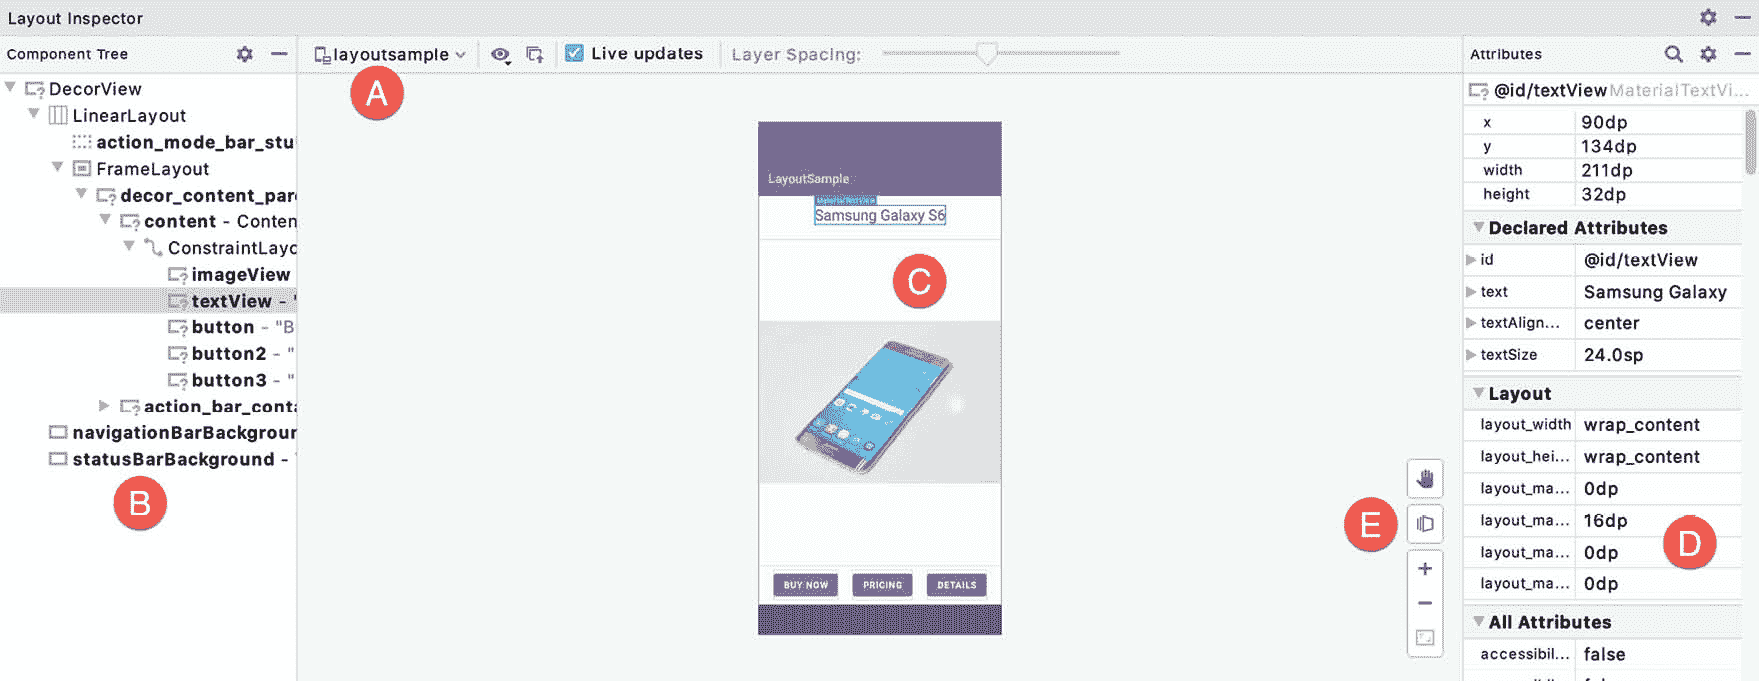 Layout Inspector
Component Tree
layoutsample
Live updates
Layer Spacing:
Attributes
A
DecorView
LinearLayout
action_mode_bar_stu
FrameLayout
decor_content_par
content - Conten
ConstraintLayo
imageView
textView - "
button - "B
button2 - "
button3 - "
action_bar_conta
navigationBarBackgroun
statusBarBackground -
B
LayoutSample
Samsung Galaxy S6
C
BUY NOW
PRICING
DETAILS
E
@id/textView MaterialTextVi...
x 90dp
y 134dp
width 211dp
height 32dp
Declared Attributes
id @id/textView
text Samsung Galaxy
textAlign... center
textSize 24.0sp
Layout
layout_width wrap_content
layout_hei... wrap_content
layout_ma... 0dp
layout_ma... 16dp
layout_ma... 0dp
layout_ma... 0dp
D
All Attributes
accessibil... false